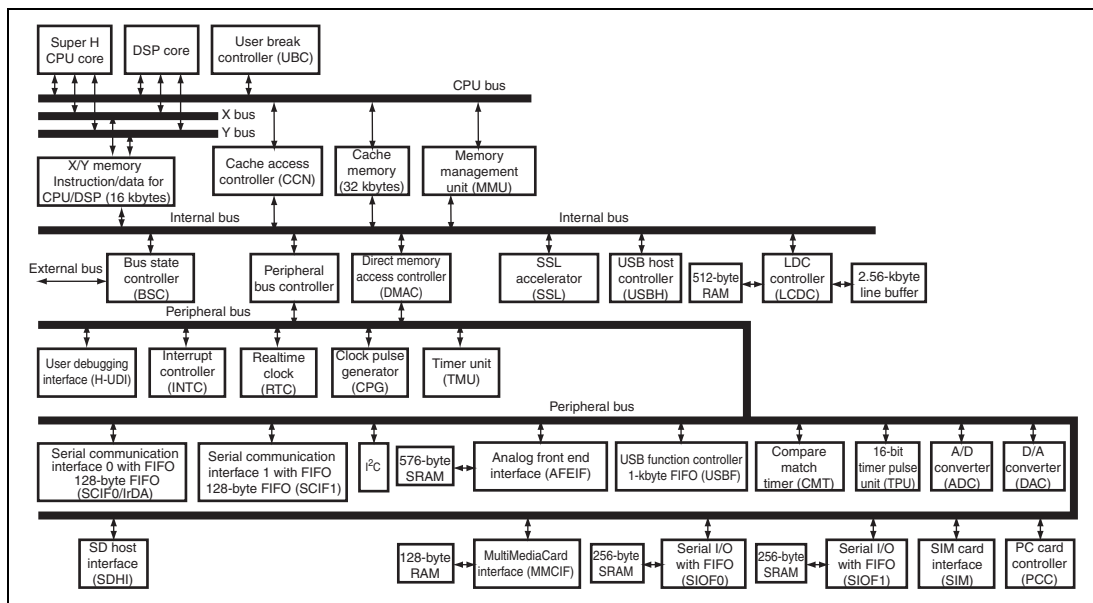 Super H
CPU core
DSP core
User break
controller (UBC)
CPU bus
X bus
Y bus
X/Y memory
Instruction/data for
CPU/DSP (16 kbytes)
Cache access
controller (CCN)
Cache
memory
(32 kbytes)
Memory
management
unit (MMU)
Internal bus
Internal bus
External bus
Bus state
controller
(BSC)
Peripheral
bus controller
Direct memory
access controller
(DMAC)
SSL
accelerator
(SSL)
USB host
controller
(USBH)
512-byte
RAM
LDC
controller
(LCDC)
2.56-kbyte
line buffer
Peripheral bus
User debugging
interface (H-UDI)
Interrupt
controller
(INTC)
Realtime
clock
(RTC)
Clock pulse
generator
(CPG)
Timer unit
(TMU)
Peripheral bus
Serial communication
interface 0 with FIFO
128-byte FIFO
(SCIF0/IrDA)
Serial communication
interface 1 with FIFO
128-byte FIFO (SCIF1)
I²C
576-byte
SRAM
Analog front end
interface (AFEIF)
USB function controller
1-kbyte FIFO (USBF)
Compare
match
timer (CMT)
16-bit
timer pulse
unit (TPU)
A/D
converter
(ADC)
D/A
converter
(DAC)
SD host
interface
(SDHI)
128-byte
RAM
MultiMediaCard
interface (MMCIF)
256-byte
SRAM
Serial I/O
with FIFO
(SIOF0)
256-byte
SRAM
Serial I/O
with FIFO
(SIOF1)
SIM card
interface
(SIM)
PC card
controller
(PCC)